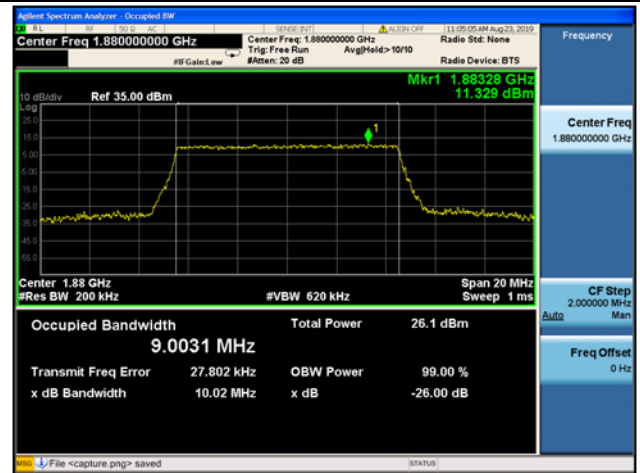 Agilent Spectrum Analyzer - Occupied BW
RL RF 50 Ω AC SENSE:INT ALIGN OFF 11:05:05 AM Aug 23, 2019
Center Freq 1.880000000 GHz
Center Freq: 1.880000000 GHz
Radio Std: None
Trig: Free Run Avg|Hold:> 10/10
#IFGain:Low #Atten: 20 dB Radio Device: BTS
Mkr1 1.88328 GHz
11.329 dBm
10 dB/div Ref 35.00 dBm
Log
25.0
15.0
5.00
-5.00
-15.0
-25.0
-35.0
-45.0
-55.0
1
Center 1.88 GHz Span 20 MHz
#Res BW 200 kHz #VBW 620 kHz Sweep 1 ms
Occupied Bandwidth Total Power 26.1 dBm
9.0031 MHz
Transmit Freq Error 27.802 kHz OBW Power 99.00 %
x dB Bandwidth 10.02 MHz x dB -26.00 dB
MSG File <capture.png> saved STATUS
Frequency
Center Freq
1.880000000 GHz
CF Step
2.000000 MHz
Auto Man
Freq Offset
0 Hz